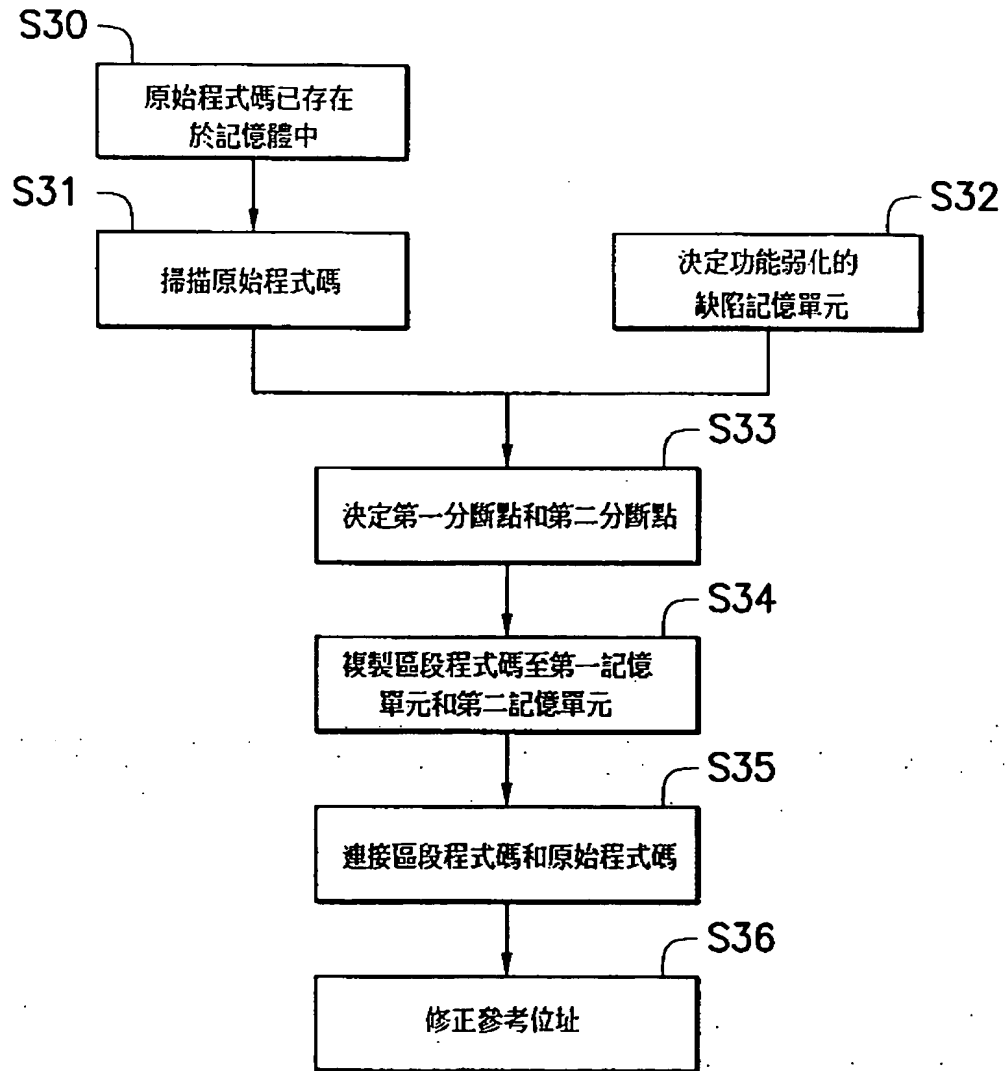 S30
原始程式碼已存在
於記憶體中
S31
掃描原始程式碼
S32
決定功能弱化的
缺陷記憶單元
S33
決定第一分斷點和第二分斷點
S34
複製區段程式碼至第一記憶
單元和第二記憶單元
S35
連接區段程式碼和原始程式碼
S36
修正參考位址